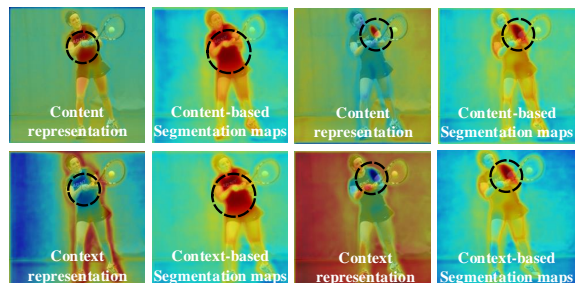 Content
representation
Content-based
Segmentation maps
Content
representation
Content-based
Segmentation maps
Context
representation
Context-based
Segmentation maps
Context
representation
Context-based
Segmentation maps